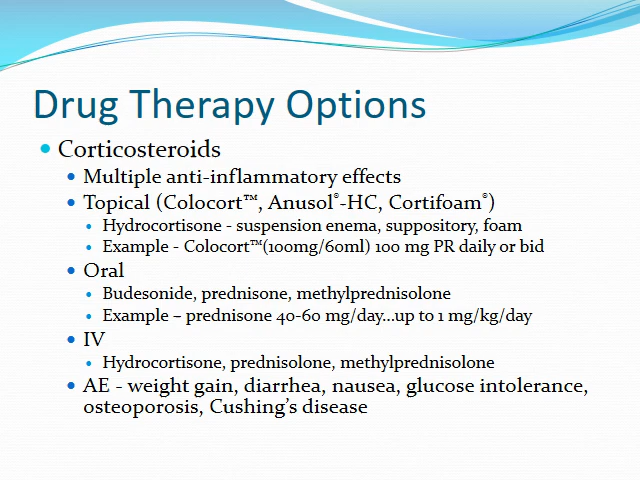 Drug Therapy Options
Corticosteroids
Multiple anti-inflammatory effects
Topical (Colocort™, Anusol®-HC, Cortifoam®)
Hydrocortisone - suspension enema, suppository, foam
Example - Colocort™(100mg/60ml) 100 mg PR daily or bid
Oral
Budesonide, prednisone, methylprednisolone
Example – prednisone 40-60 mg/day...up to 1 mg/kg/day
IV
Hydrocortisone, prednisolone, methylprednisolone
AE - weight gain, diarrhea, nausea, glucose intolerance,
osteoporosis, Cushing’s disease